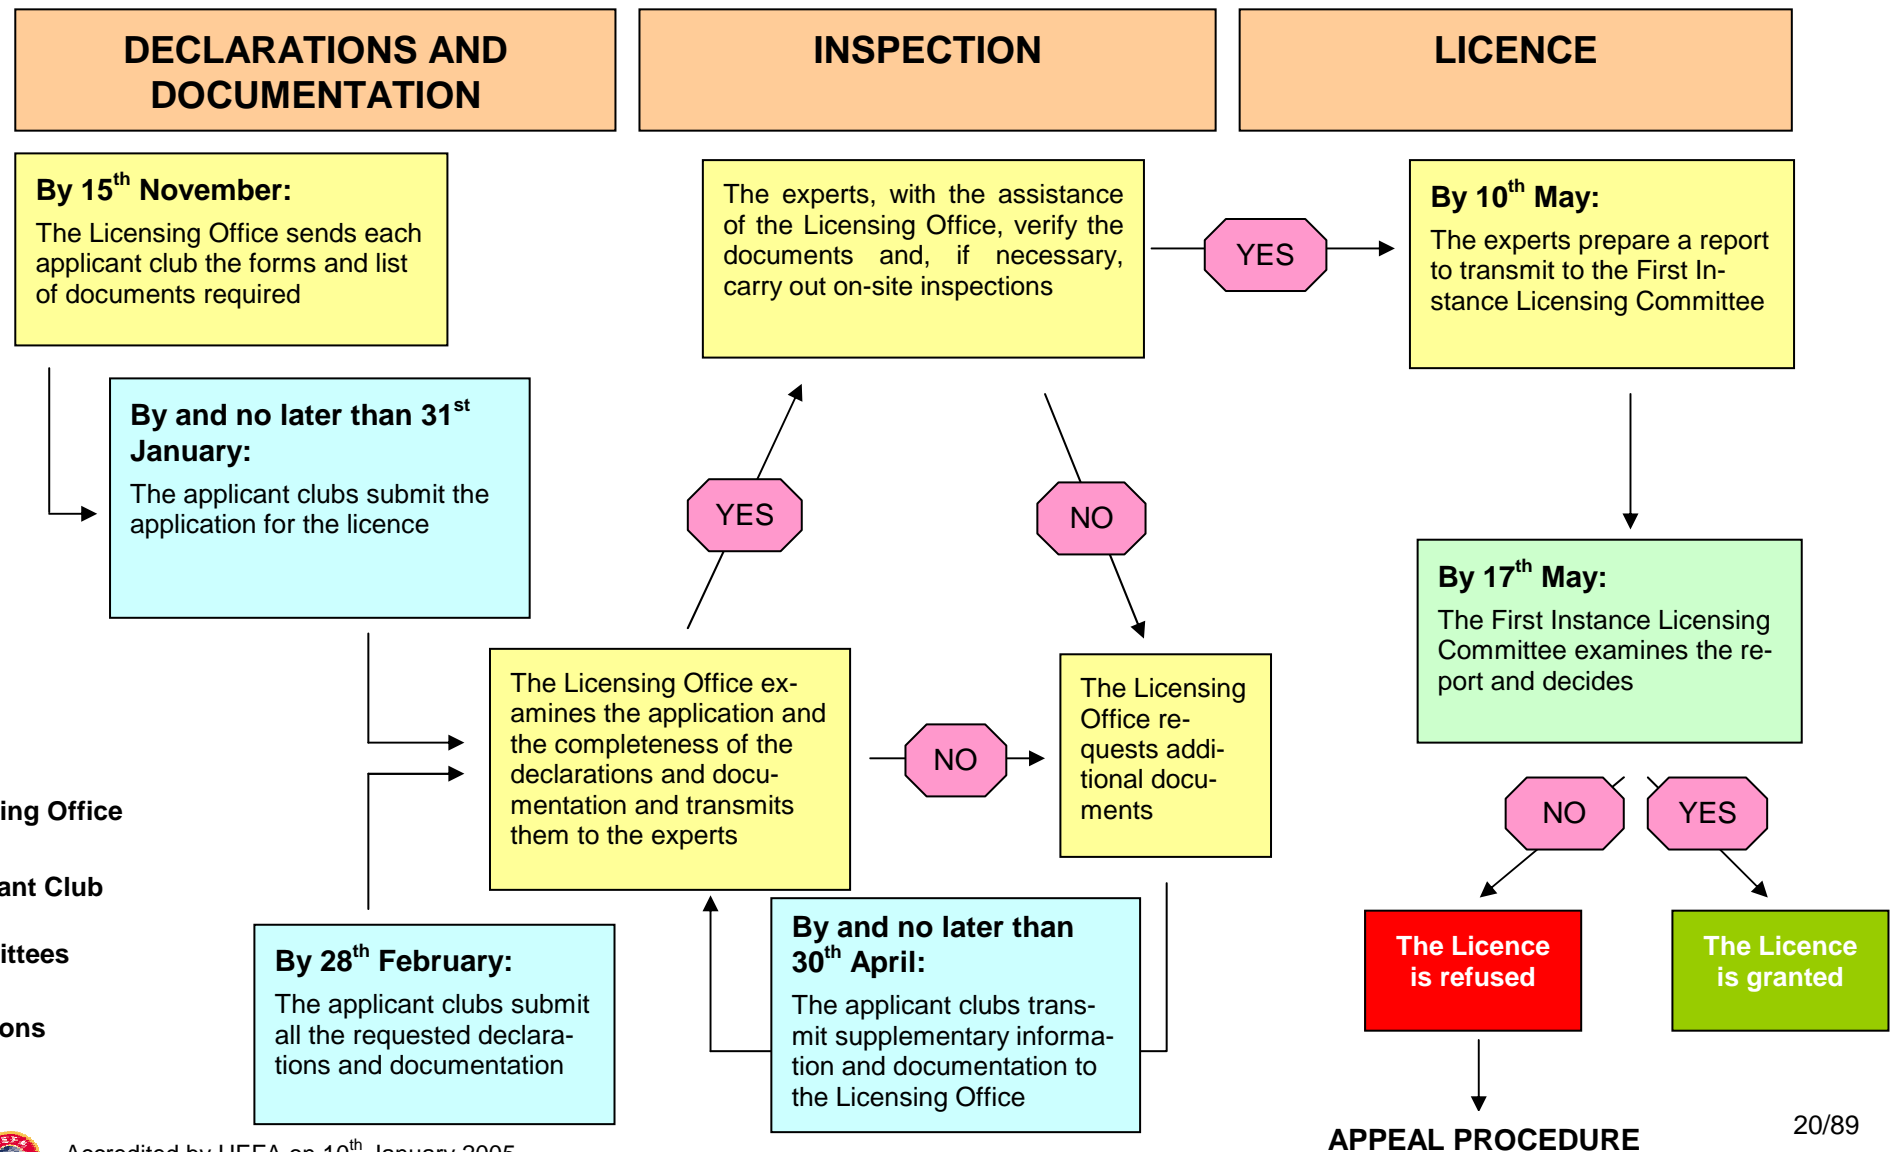 DECLARATIONS AND
DOCUMENTATION
INSPECTION
LICENCE
By 15th November:
The Licensing Office sends each
applicant club the forms and list
of documents required
The experts, with the assistance
of the Licensing Office, verify the
documents and, if necessary,
carry out on-site inspections
YES
By 10th May:
The experts prepare a report
to transmit to the First In-
stance Licensing Committee
By and no later than 31st
January:
The applicant clubs submit the
application for the licence
YES
NO
By 17th May:
The First Instance Licensing
Committee examines the re-
port and decides
The Licensing Office ex-
amines the application and
the completeness of the
declarations and docu-
mentation and transmits
them to the experts
NO
The Licensing
Office re-
quests addi-
tional docu-
ments
NO
YES
ing Office
ant Club
ittees
ons
By 28th February:
The applicant clubs submit
all the requested declara-
tions and documentation
By and no later than
30th April:
The applicant clubs trans-
mit supplementary informa-
tion and documentation to
the Licensing Office
The Licence
is refused
The Licence
is granted
APPEAL PROCEDURE
20/89
Accredited by UEFA on 10th January 2005